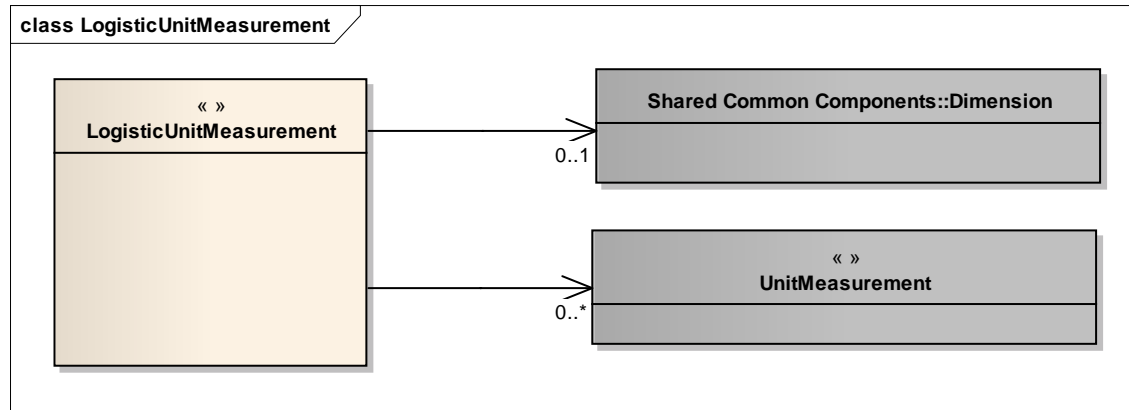 class LogisticUnitMeasurement
« »
LogisticUnitMeasurement
Shared Common Components::Dimension
0..1
« »
UnitMeasurement
0..*